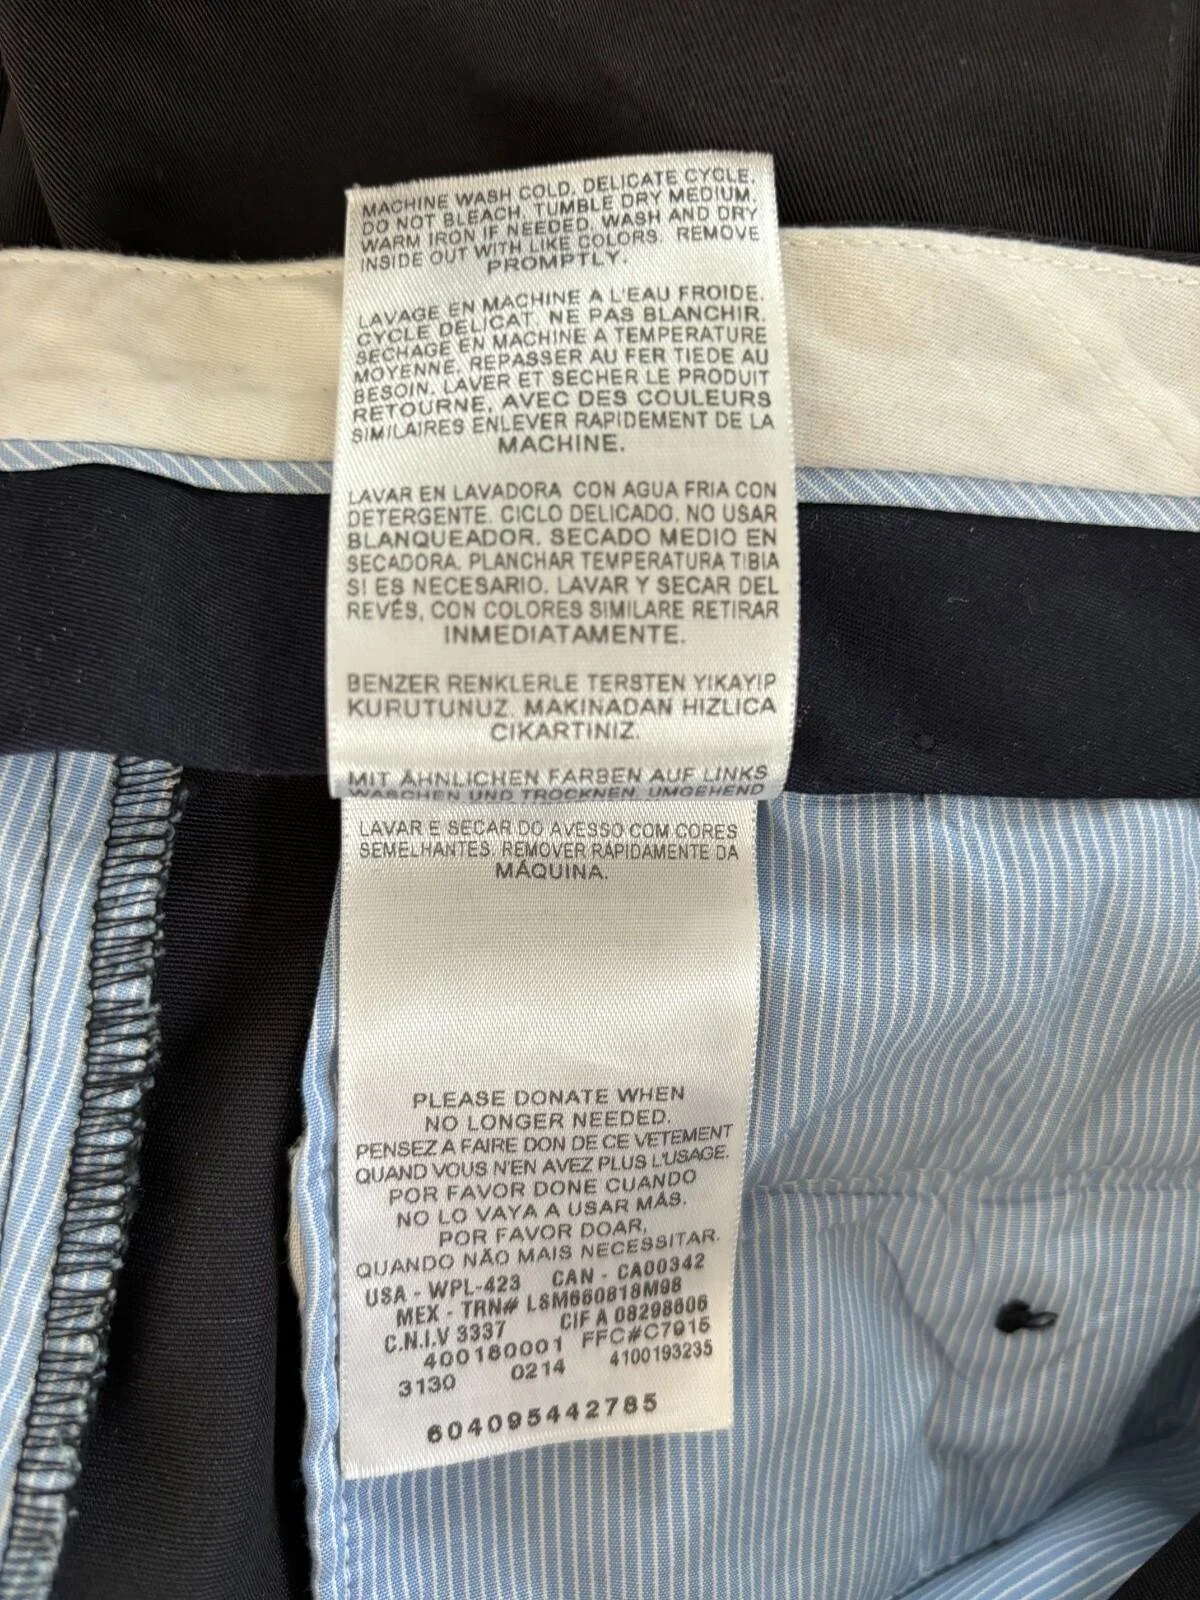 MACHINE WASH COLD, DELICATE CYCLE.
DO NOT BLEACH, TUMBLE DRY MEDIUM.
WARM IRON IF NEEDED, WASH AND DRY
INSIDE OUT WITH LIKE COLORS. REMOVE
PROMPTLY.
LAVAGE EN MACHINE A L'EAU FROIDE.
CYCLE DELICAT, NE PAS BLANCHIR.
SECHAGE EN MACHINE A TEMPERATURE
MOYENNE. REPASSER AU FER TIEDE AU
BESOIN. LAVER ET SECHER LE PRODUIT
RETOURNE, AVEC DES COULEURS
SIMILAIRES ENLEVER RAPIDEMENT DE LA
MACHINE.
LAVAR EN LAVADORA CON AGUA FRIA CON
DETERGENTE. CICLO DELICADO. NO USAR
BLANQUEADOR. SECADO MEDIO EN
SECADORA. PLANCHAR TEMPERATURA TIBIA
SI ES NECESARIO. LAVAR Y SECAR DEL
REVÉS, CON COLORES SIMILARE RETIRAR
INMEDIATAMENTE.
BENZER RENKLERLE TERSTEN YIKAYIP
KURUTUNUZ. MAKINADAN HIZLICA
CIKARTINIZ.
MIT ÄHNLICHEN FARBEN AUF LINKS
WASCHEN UND TROCKNEN, UMGEHEND
LAVAR E SECAR DO AVESSO COM CORES
SEMELHANTES. REMOVER RÁPIDAMENTE DA
MÁQUINA.
PLEASE DONATE WHEN
NO LONGER NEEDED.
PENSEZ A FAIRE DON DE CE VETEMENT
QUAND VOUS N'EN AVEZ PLUS L'USAGE.
POR FAVOR DONE CUANDO
NO LO VAYA A USAR MÁS.
POR FAVOR DOAR,
QUANDO NÃO MAIS NECESSITAR.
USA - WPL-423 CAN - CA00342
MEX - TRN# LSM660818M98
C.N.I.V 3337 CIF A 08298606
400180001 FFC#C7915
3130 0214 4100193235
604095442785